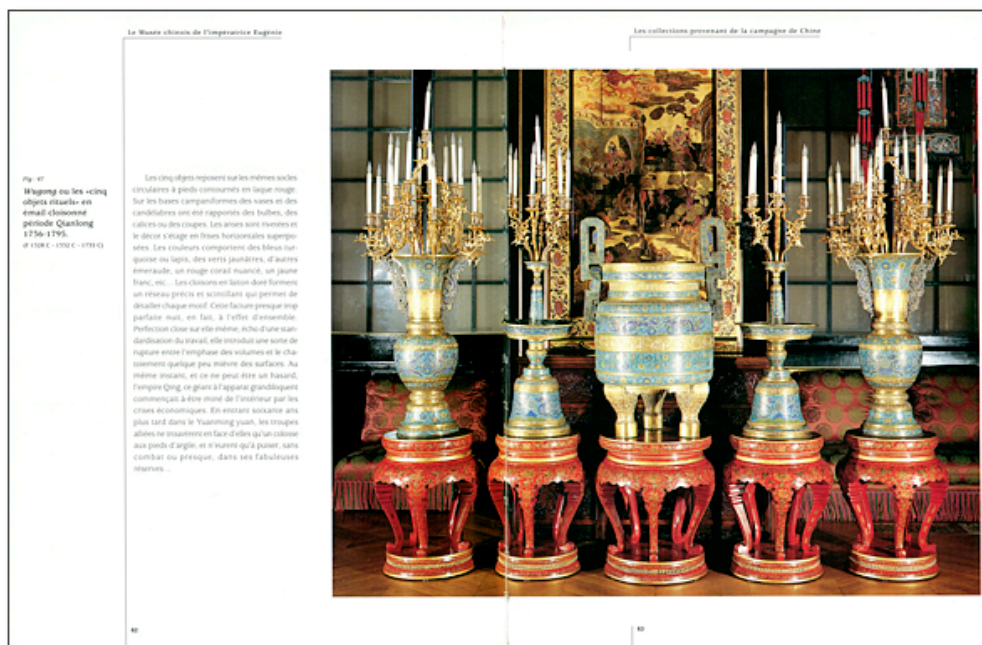 Le Musée chinois de l'impératrice Eugénie
Les collections provenant de la campagne de Chine
Fig. 47
Wugong ou les «cinq
objets rituels» en
émail cloisonné
période Qianlong
1736-1795.
(F 1528 C - 1532 C - 1735 C)
Les cinq objets reposent sur les mêmes socles
circulaires à pieds contournés en laque rouge.
Sur les bases campaniformes des vases et des
candélabres ont été rapportés des bulbes, des
calices ou des coupes. Les anses sont rivetées et
le décor s'étage en frises horizontales superpo-
sées. Les couleurs comportent des bleus tur-
quoise ou lapis, des verts jaunâtres, d'autres
émeraude, un rouge corail nuancé, un jaune
franc, etc... Les cloisons en laiton doré forment
un réseau précis et scintillant qui permet de
détailler chaque motif. Cette facture presque trop
parfaite nuit, en fait, à l'effet d'ensemble.
Perfection close sur elle même, écho d'une stan-
dardisation du travail, elle introduit une sorte de
rupture entre l'emphase des volumes et le cha-
toiement quelque peu mièvre des surfaces. Au
même instant, et ce ne peut être un hasard,
l'empire Qing, ce géant à l'apparat grandiloquent
commençait à être miné de l'intérieur par les
crises économiques. En entrant soixante ans
plus tard dans le Yuanming yuan, les troupes
alliées ne trouvèrent en face d'elles qu'un colosse
aux pieds d'argile, et n'eurent qu'à puiser, sans
combat ou presque, dans ses fabuleuses
réserves...
82
83